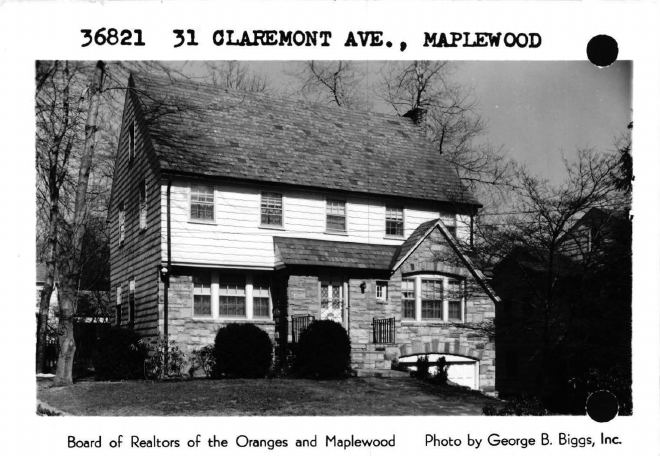 36821 31 CLAREMONT AVE., MAPLEWOOD
Board of Realtors of the Oranges and Maplewood Photo by George B. Biggs, Inc.